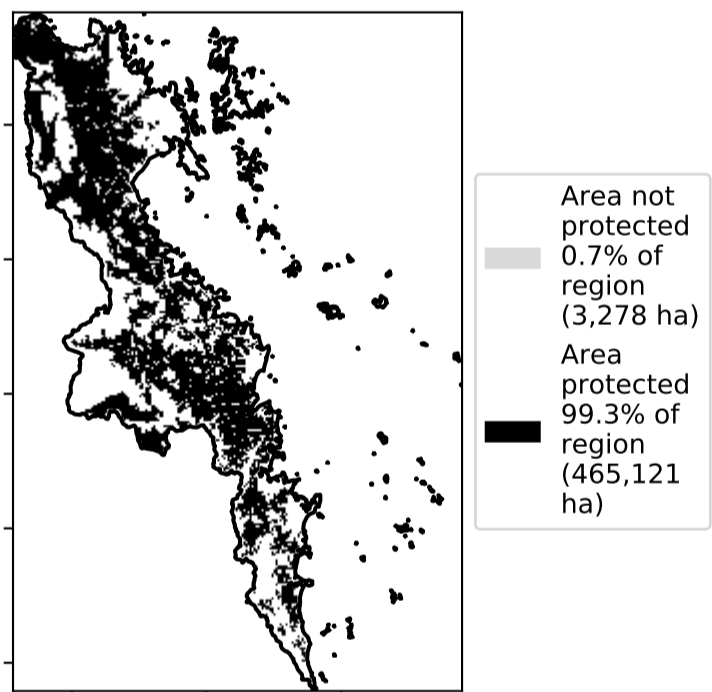 Area not
protected
0.7% of
region
(3,278 ha)
Area
protected
99.3% of
region
(465,121
ha)